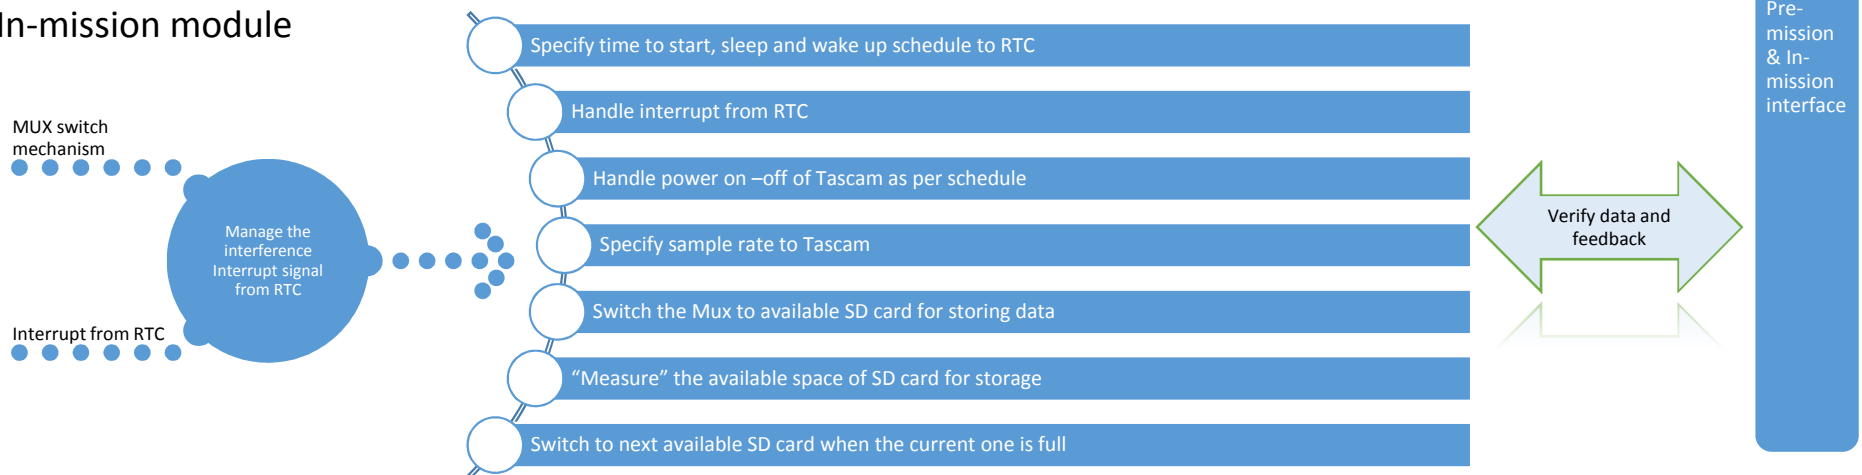 In-mission module
MUX switch
mechanism
Interrupt from RTC
Manage the
interference
Interrupt signal
from RTC
Specify time to start, sleep and wake up schedule to RTC
Handle interrupt from RTC
Handle power on –off of Tascam as per schedule
Specify sample rate to Tascam
Switch the Mux to available SD card for storing data
“Measure” the available space of SD card for storage
Switch to next available SD card when the current one is full
Verify data and
feedback
Pre-
mission
& In-
mission
interface